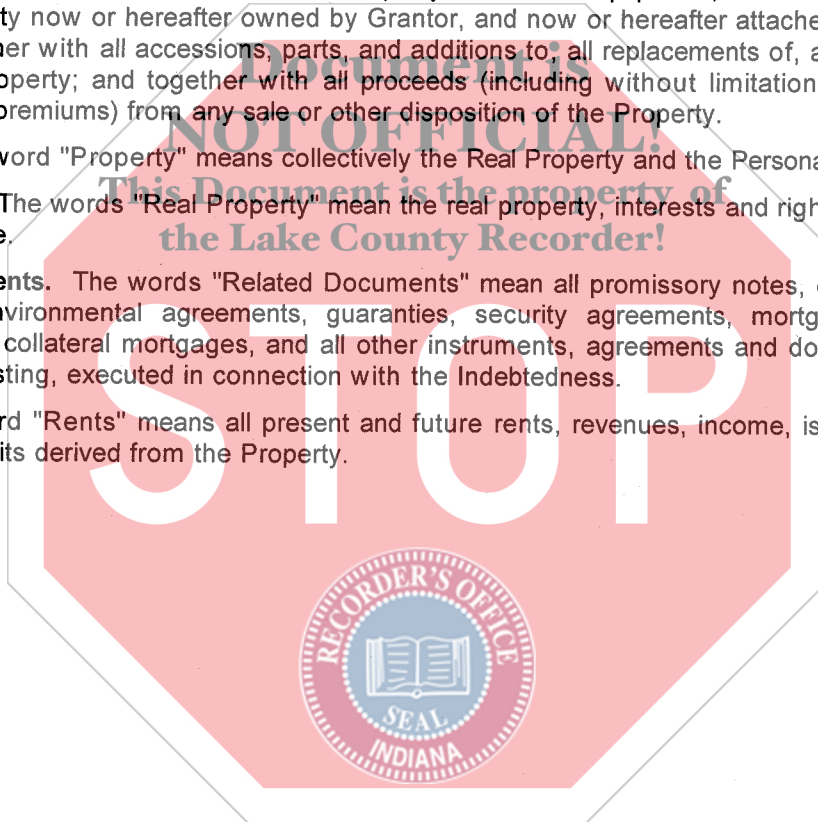 ty now or hereafter owned by Grantor, and now or hereafter attache
er with all accessions, parts, and additions to, all replacements of, a
operty; and together with all proceeds (including without limitation
premiums) from any sale or other disposition of the Property.
word "Property" means collectively the Real Property and the Persona
The words "Real Property" mean the real property, interests and righ
e.
ents. The words "Related Documents" mean all promissory notes,
vironmental agreements, guaranties, security agreements, mortg
collateral mortgages, and all other instruments, agreements and do
sting, executed in connection with the Indebtedness.
rd "Rents" means all present and future rents, revenues, income, is
its derived from the Property.
Document is
NOT OFFICIAL!
This Document is the property of
the Lake County Recorder!
STOP
RECORDER'S OFFICE
SEAL
INDIANA